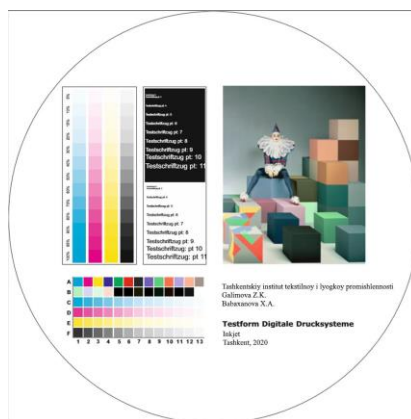 Testschriftzug pt 6
Testschriftzug pt: 7
Testschriftzug pt: 8
Testschriftzug pt: 9
Testschriftzug pt: 10
Testschriftzug pt: 11
Testschriftzug pt: 6
Testschriftzug pt: 7
Testschriftzug pt: 8
Testschriftzug pt: 9
Testschriftzug pt: 10
Testschriftzug pt: 11
A
B
C
D
E
F
1 2 3 4 5 6 7 8 9 10 11 12 13
Tashkentskiy institut tekstilnoy i lyogkoy promishlennosti
Galimova Z.K.
Babaxanova X.A.
Testform Digitale Drucksysteme
Inkjet
Tashkent, 2020